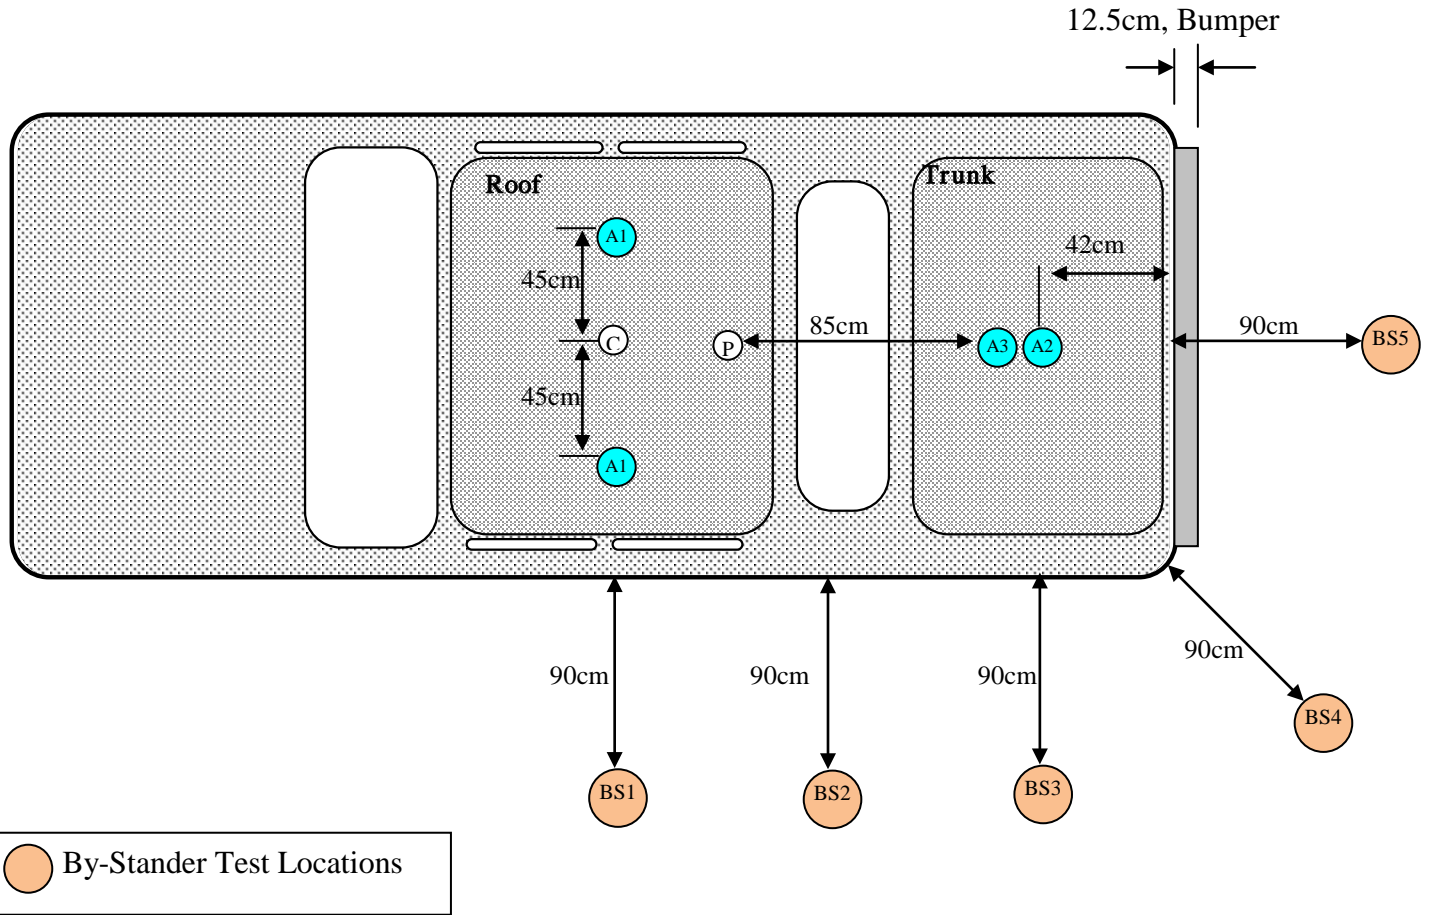 12.5cm, Bumper
Roof
Trunk
A1
42cm
45cm
C
P
85cm
A3
A2
90cm
BS5
45cm
A1
90cm
90cm
90cm
90cm
BS4
BS1
BS2
BS3
By-Stander Test Locations